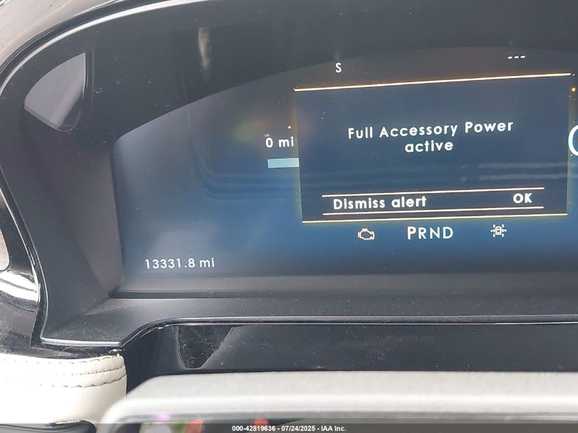 S
---
Full Accessory Power
active
0 mi
Dismiss alert OK
PRND
13331.8 mi
000-42819636 - 07/24/2025 - IAA Inc.